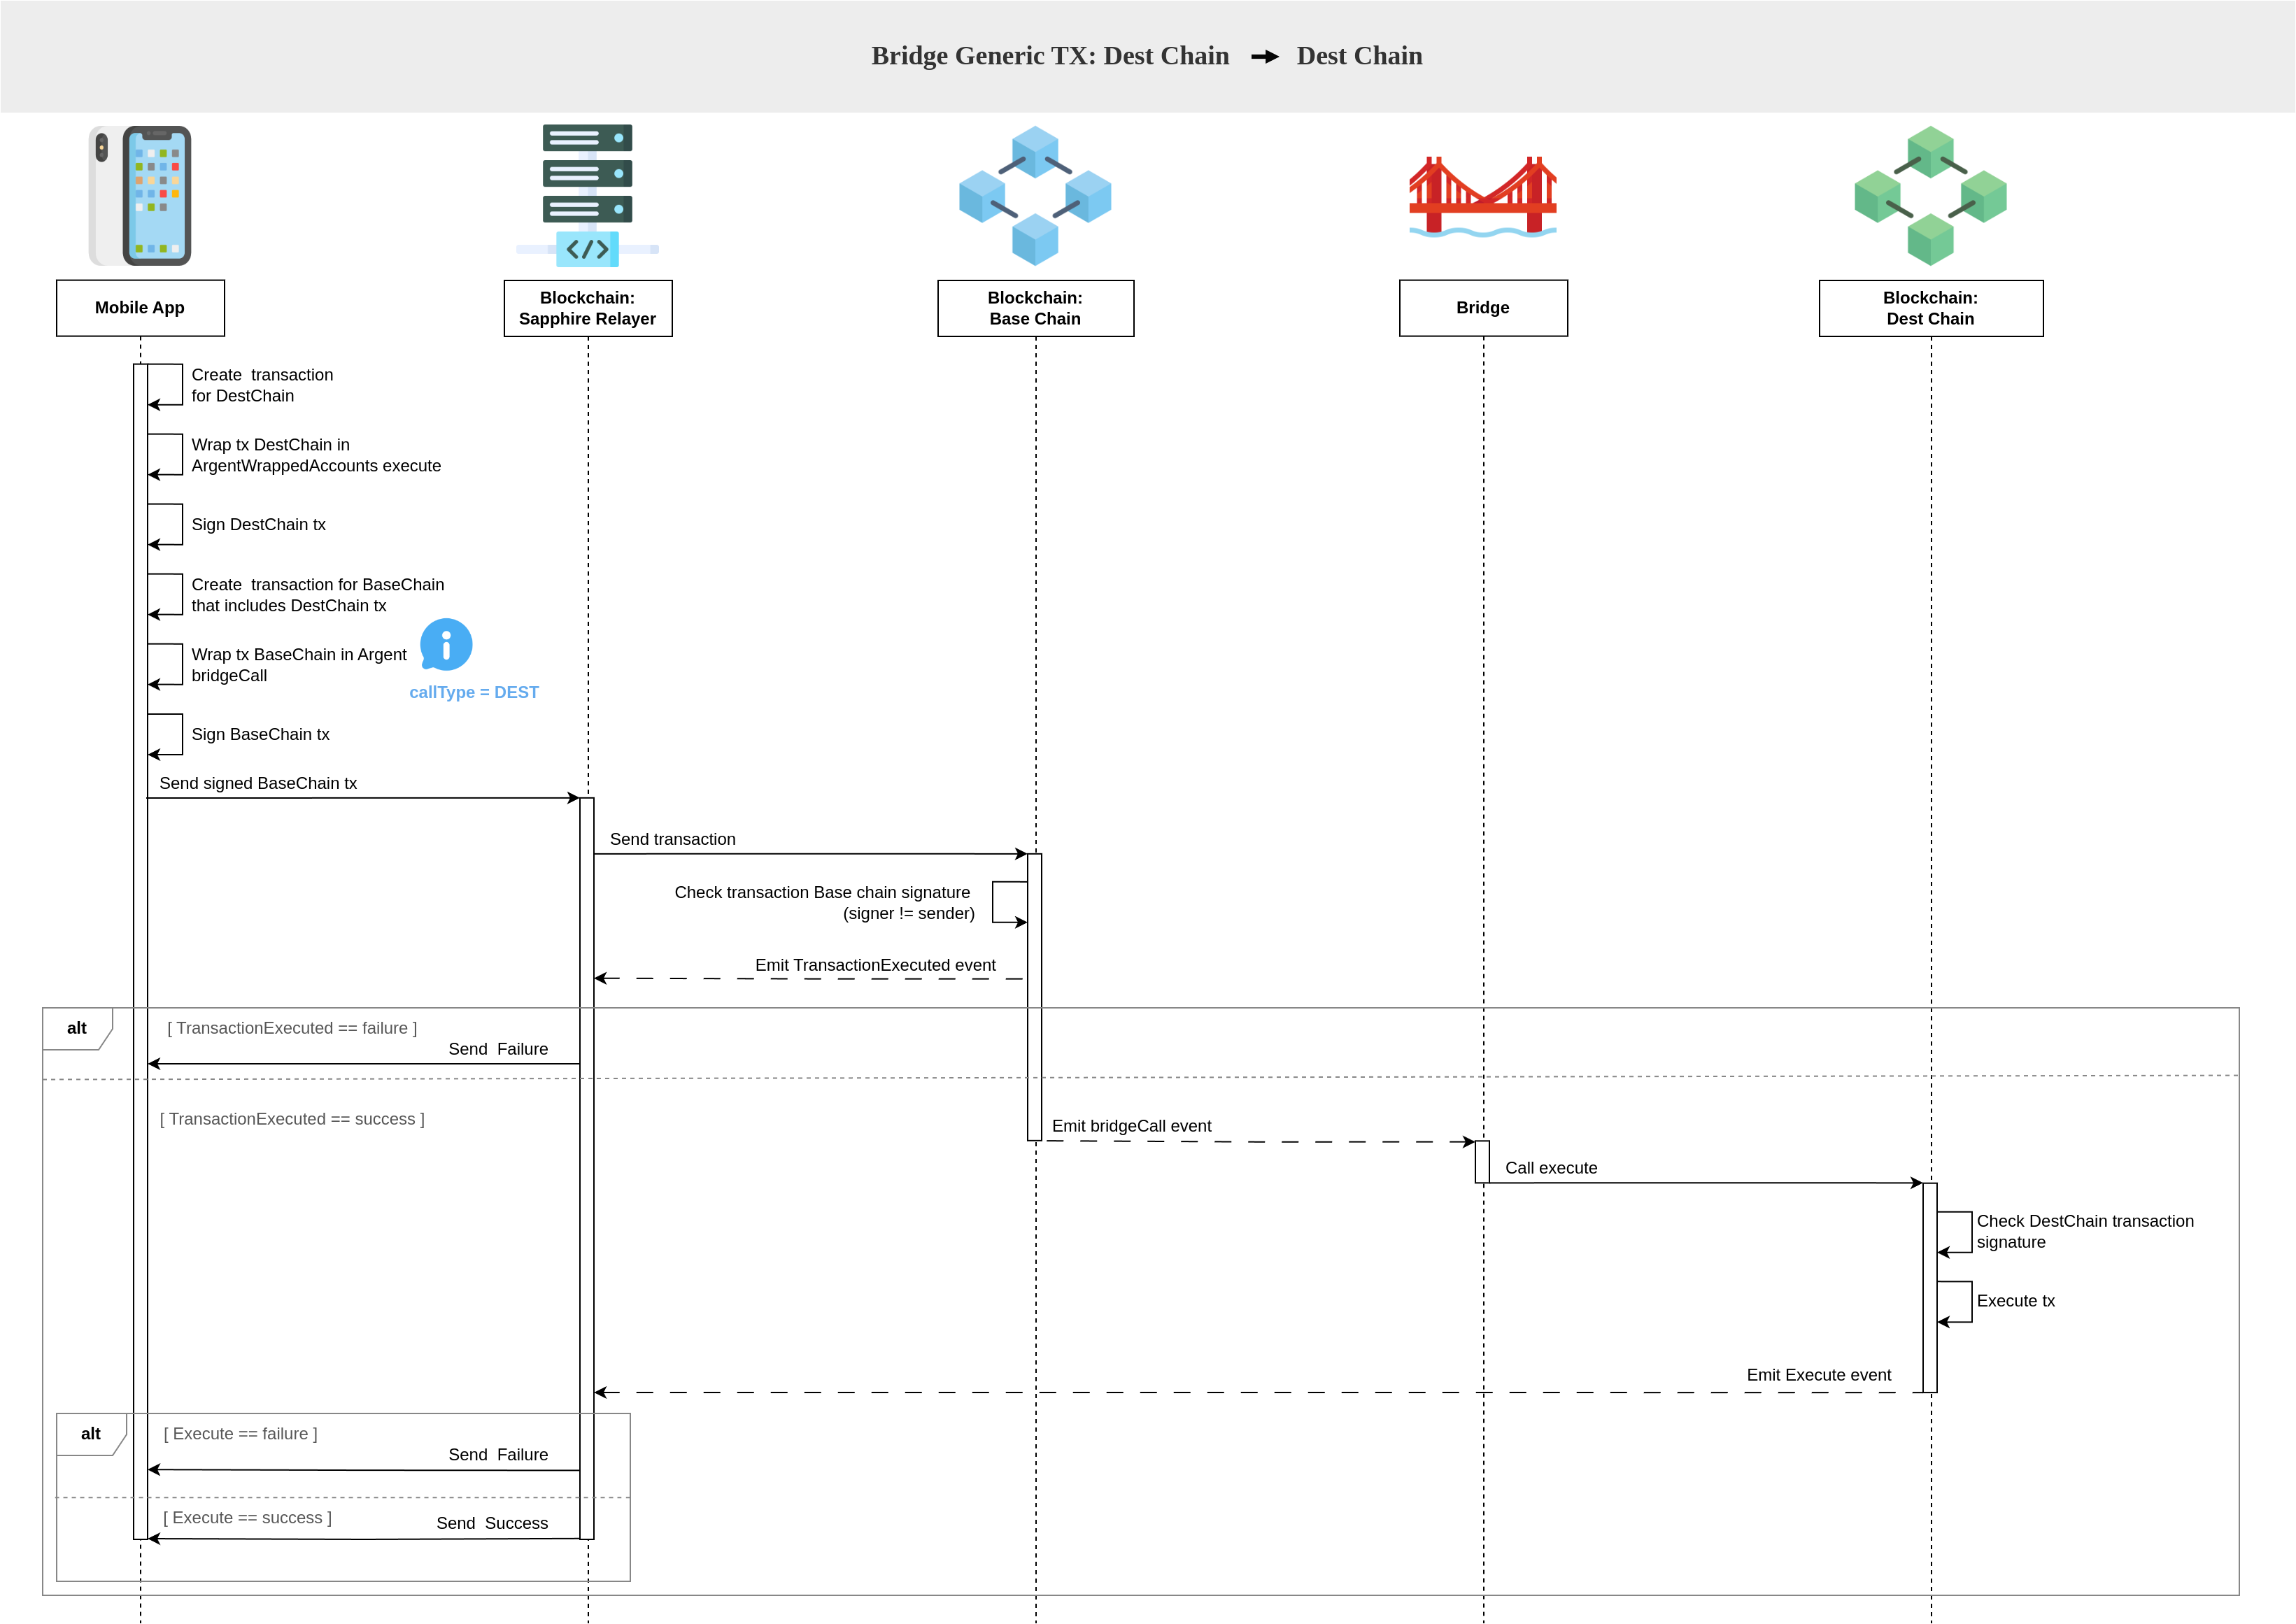 Bridge Generic TX: Dest Chain Dest Chain
Mobile App
Blockchain:
Sapphire Relayer
Blockchain:
Base Chain
Bridge
Blockchain:
Dest Chain
Create transaction
for DestChain
Wrap tx DestChain in
ArgentWrappedAccounts execute
Sign DestChain tx
Create transaction for BaseChain
that includes DestChain tx
Wrap tx BaseChain in Argent
bridgeCall
callType = DEST
Sign BaseChain tx
Send signed BaseChain tx
Send transaction
Check transaction Base chain signature
(signer != sender)
Emit TransactionExecuted event
alt
[ TransactionExecuted == failure ]
Send Failure
[ TransactionExecuted == success ]
Emit bridgeCall event
Call execute
Check DestChain transaction
signature
Execute tx
Emit Execute event
alt
[ Execute == failure ]
Send Failure
[ Execute == success ]
Send Success